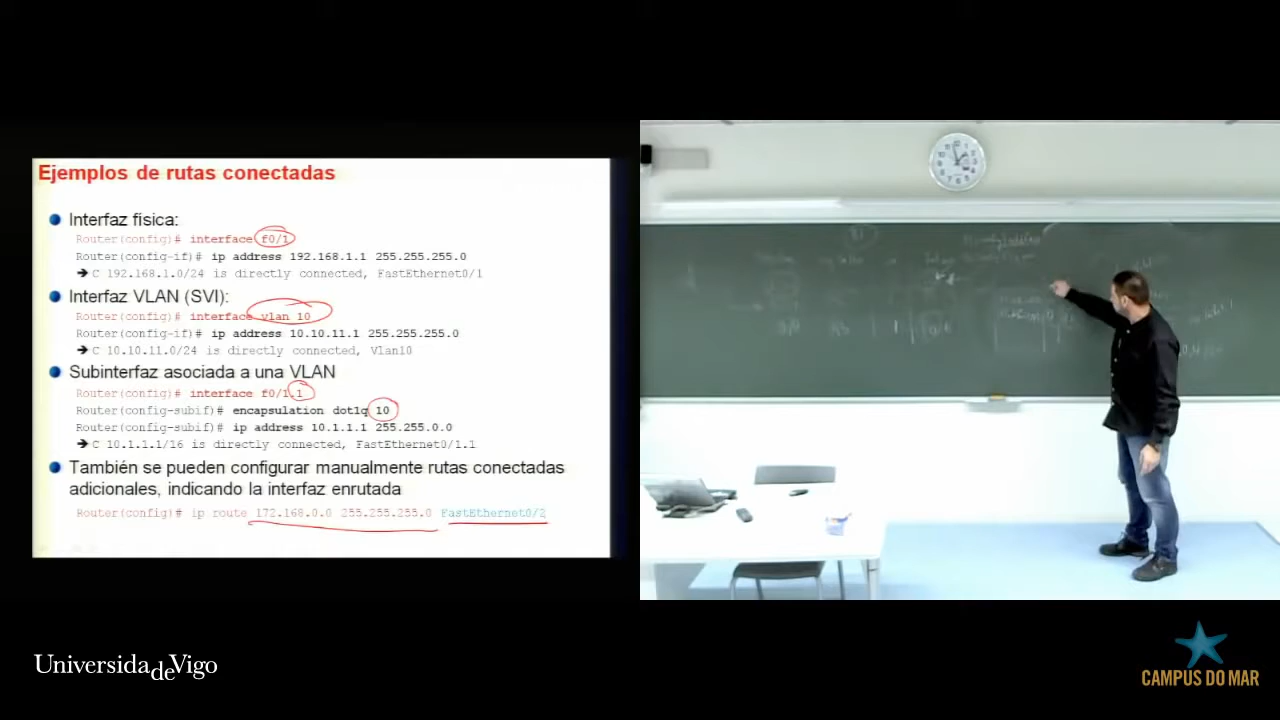 Ejemplos de rutas conectadas
Interfaz física:
Router(config)# interface f0/1
Router(config-if)# ip address 192.168.1.1 255.255.255.0
➔ C 192.168.1.0/24 is directly connected, FastEthernet0/1
Interfaz VLAN (SVI):
Router(config)# interface vlan 10
Router(config-if)# ip address 10.10.11.1 255.255.255.0
➔ C 10.10.11.0/24 is directly connected, Vlan10
Subinterfaz asociada a una VLAN
Router(config)# interface f0/1.1
Router(config-subif)# encapsulation dot1q 10
Router(config-subif)# ip address 10.1.1.1 255.255.0.0
➔ C 10.1.1.1/16 is directly connected, FastEthernet0/1.1
También se pueden configurar manualmente rutas conectadas
adicionales, indicando la interfaz enrutada
Router(config)# ip route 172.168.0.0 255.255.255.0 FastEthernet0/2
UniversidadeVigo
CAMPUS DO MAR